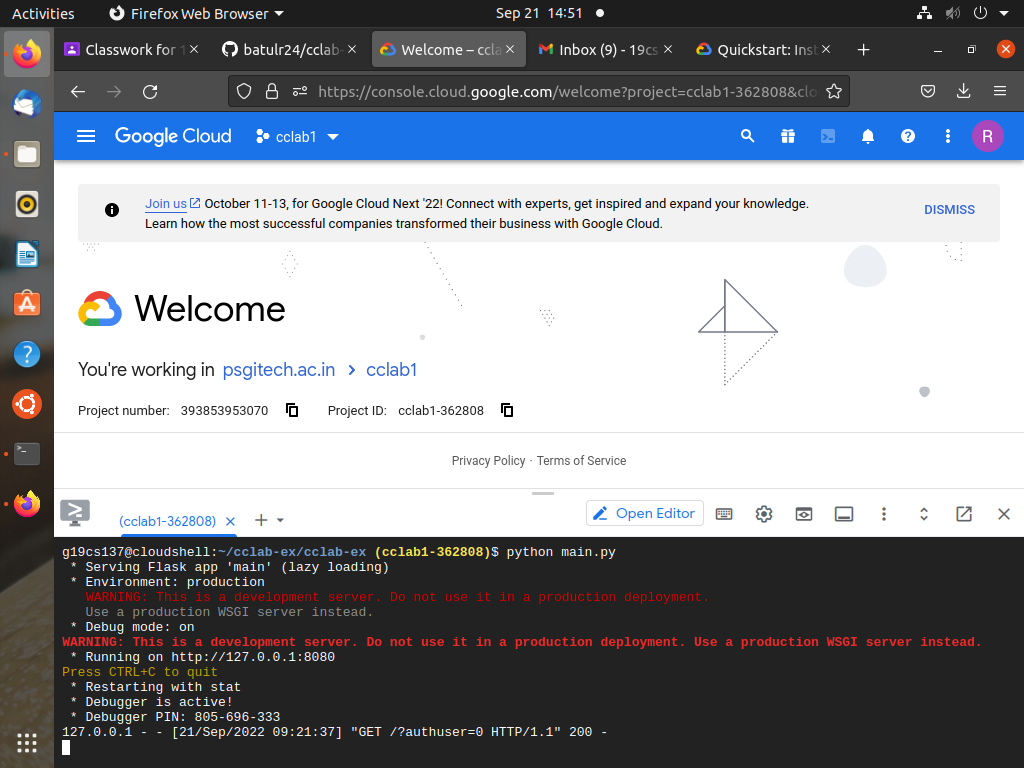 Activities
Firefox Web Browser
Sep 21 14:51
Classwork for 1
batulr24/cclab-
Welcome – ccla
Inbox (9) - 19cs
Quickstart: Inst
https://console.cloud.google.com/welcome?project=cclab1-362808&clo
Google Cloud
cclab1
R
Join us October 11-13, for Google Cloud Next '22! Connect with experts, get inspired and expand your knowledge.
Learn how the most successful companies transformed their business with Google Cloud.
DISMISS
Welcome
You're working in psgitech.ac.in > cclab1
Project number: 393853953070
Project ID: cclab1-362808
Privacy Policy · Terms of Service
(cclab1-362808)
Open Editor
g19cs137@cloudshell:~/cclab-ex/cclab-ex (cclab1-362808)$ python main.py
* Serving Flask app 'main' (lazy loading)
* Environment: production
WARNING: This is a development server. Do not use it in a production deployment.
Use a production WSGI server instead.
* Debug mode: on
WARNING: This is a development server. Do not use it in a production deployment. Use a production WSGI server instead.
* Running on http://127.0.0.1:8080
Press CTRL+C to quit
* Restarting with stat
* Debugger is active!
* Debugger PIN: 805-696-333
127.0.0.1 - - [21/Sep/2022 09:21:37] "GET /?authuser=0 HTTP/1.1" 200 -